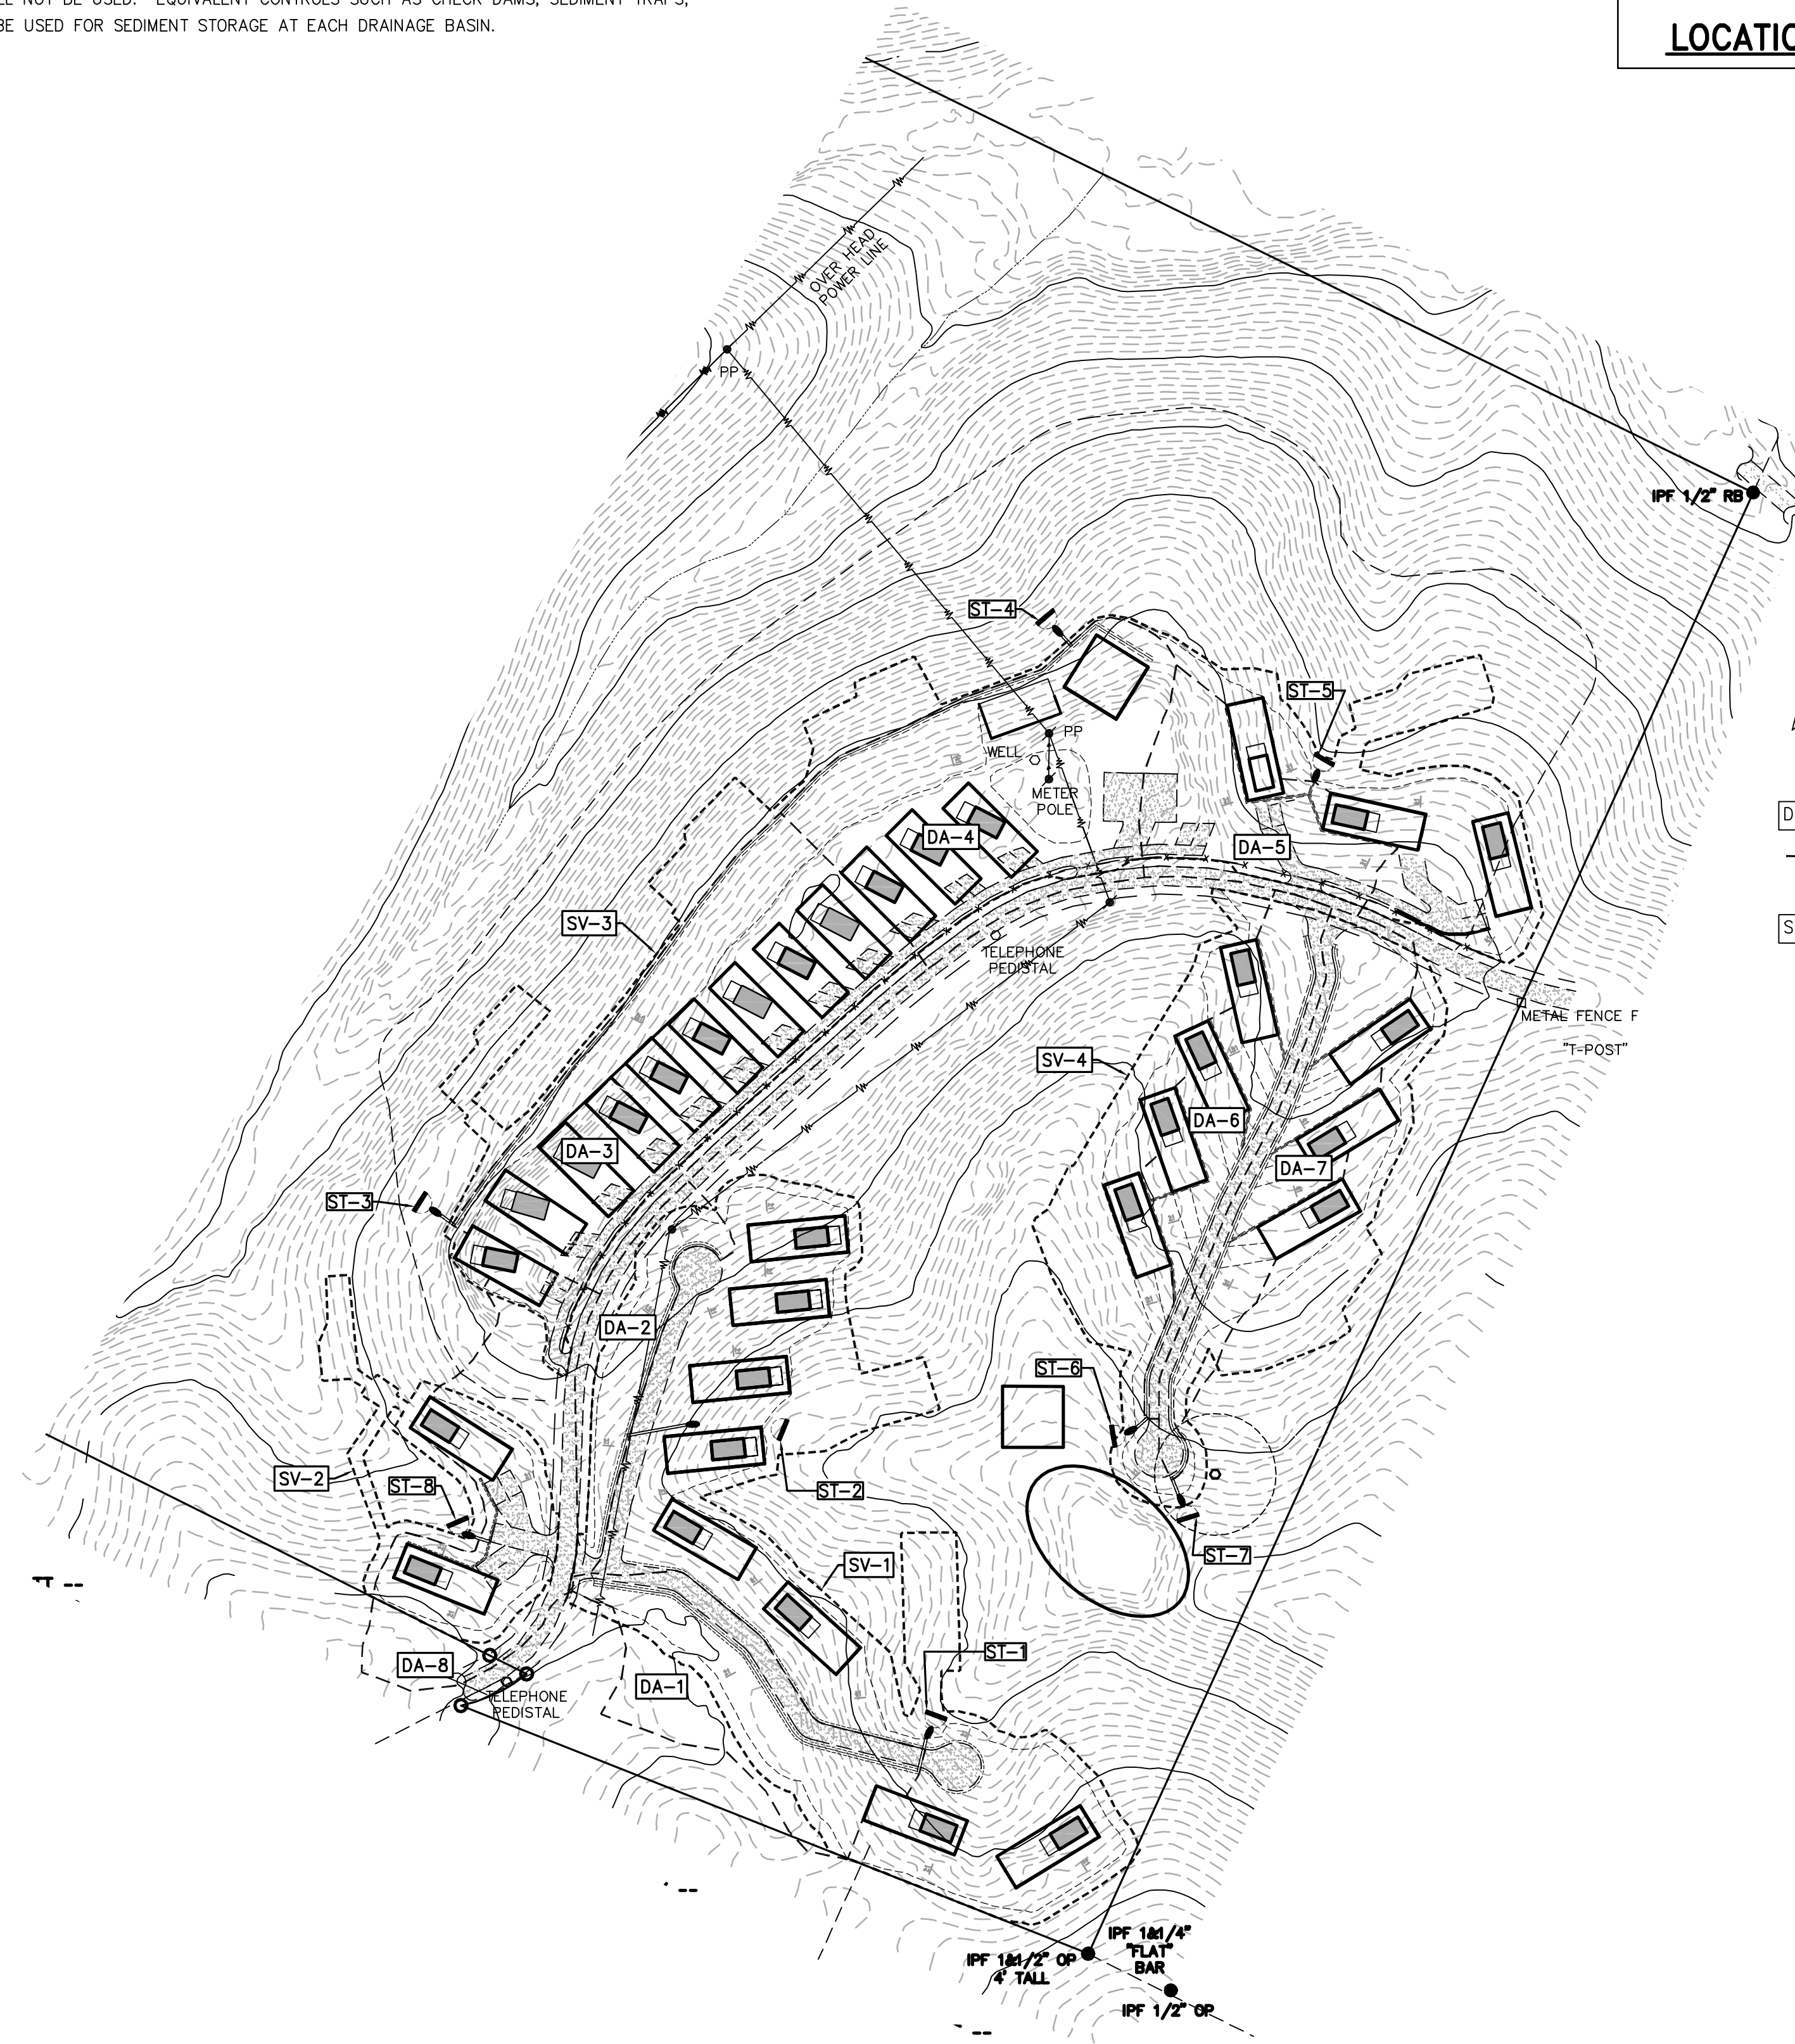 BE USED FOR SEDIMENT STORAGE AT EACH DRAINAGE BASIN.
OVER HEAD
POWER LINE
PP
IPF 1/2" RB
ST-4
ST-5
PP
WELL
METER
POLE
DA-4
DA-5
SV-3
TELEPHONE
PEDISTAL
METAL FENCE F
"T-POST"
SV-4
DA-6
DA-3
DA-7
ST-3
DA-2
ST-6
SV-2
ST-8
ST-2
SV-1
ST-7
ST-1
DA-8
DA-1
TELEPHONE
PEDISTAL
IPF 1&1/4"
"FLAT"
BAR
IPF 1&1/2" OP
4' TALL
IPF 1/2" OP